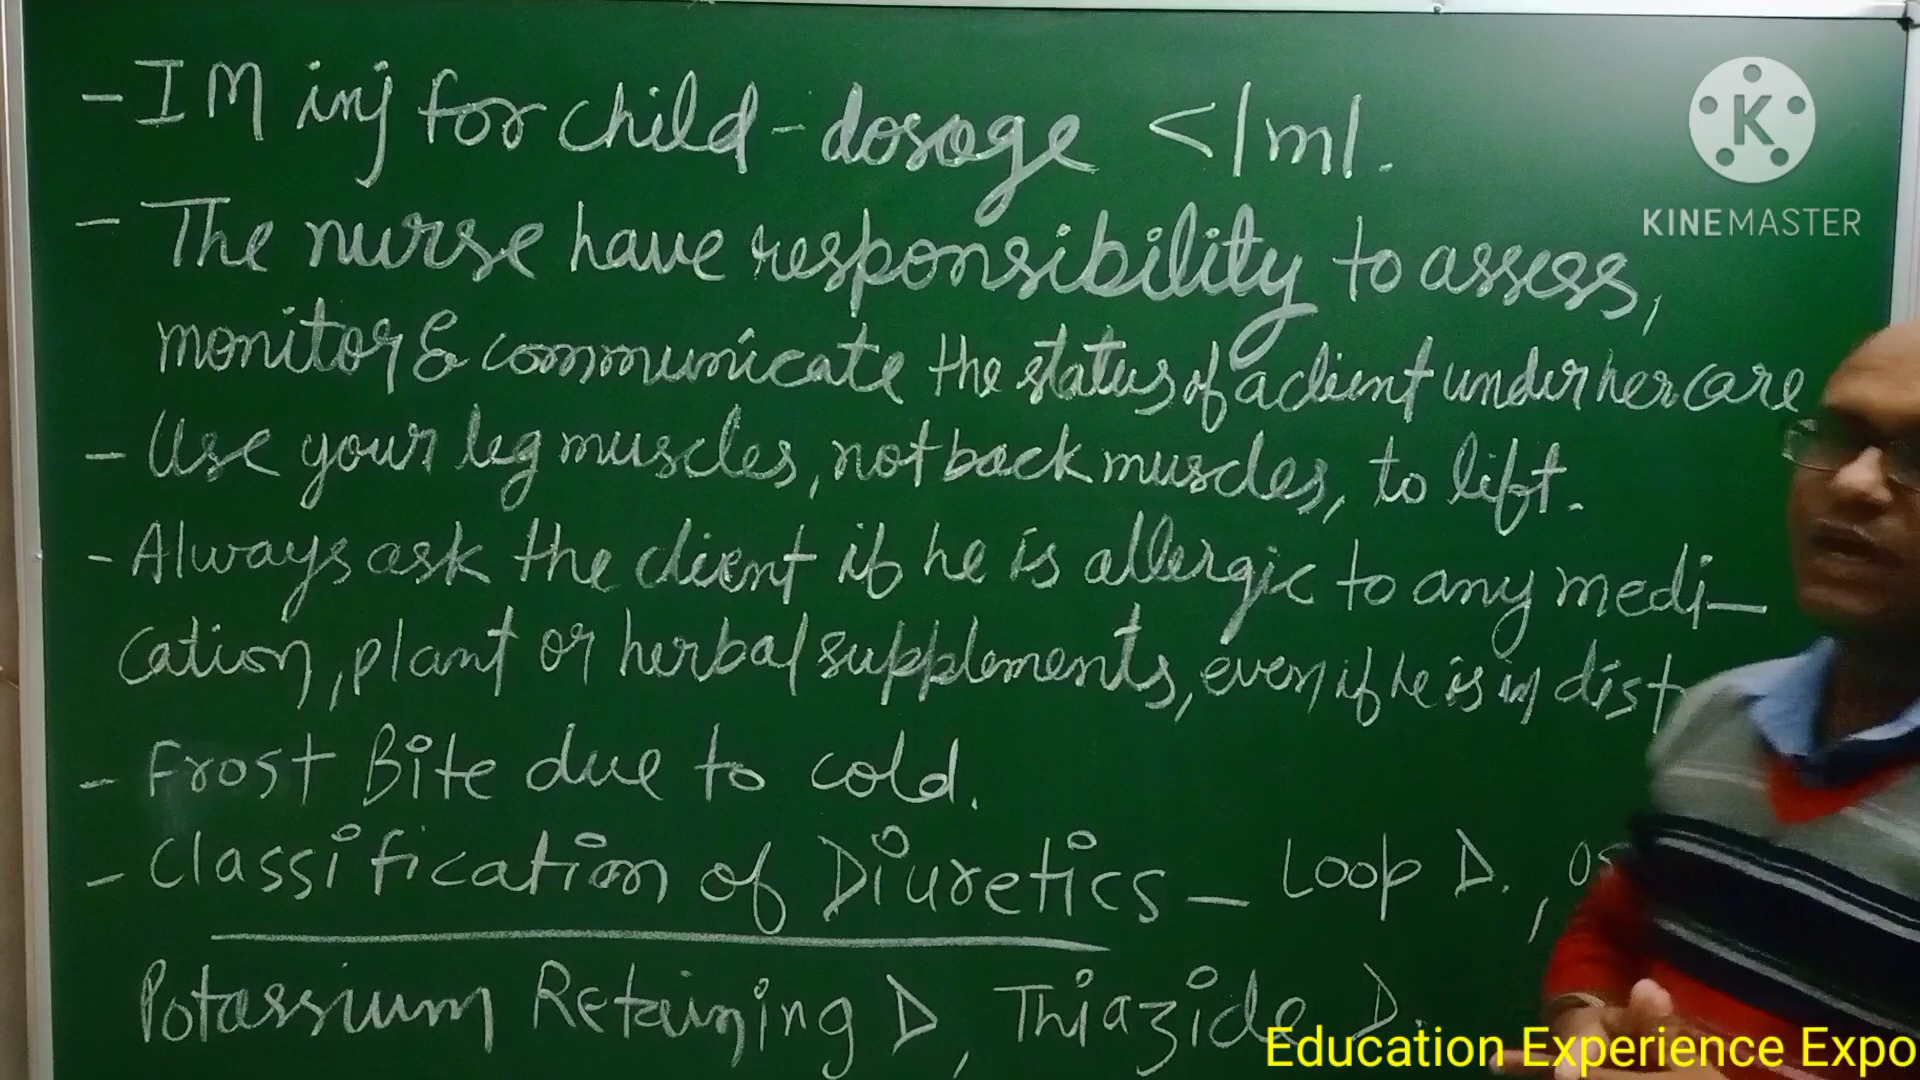 - IM inj for child - dosage < 1ml.
- The nurse have responsibility to assess,
monitor & communicate the status of a client under her care
- Use your leg muscles, not back muscles, to lift.
- Always ask the client if he is allergic to any medi-
cation, plant or herbal supplements, even if he is in dist
- Frost Bite due to cold.
- Classification of Diuretics - Loop D., Os
Potassium Retaining D, Thiazide D.
K
KINEMASTER
Education Experience Expo